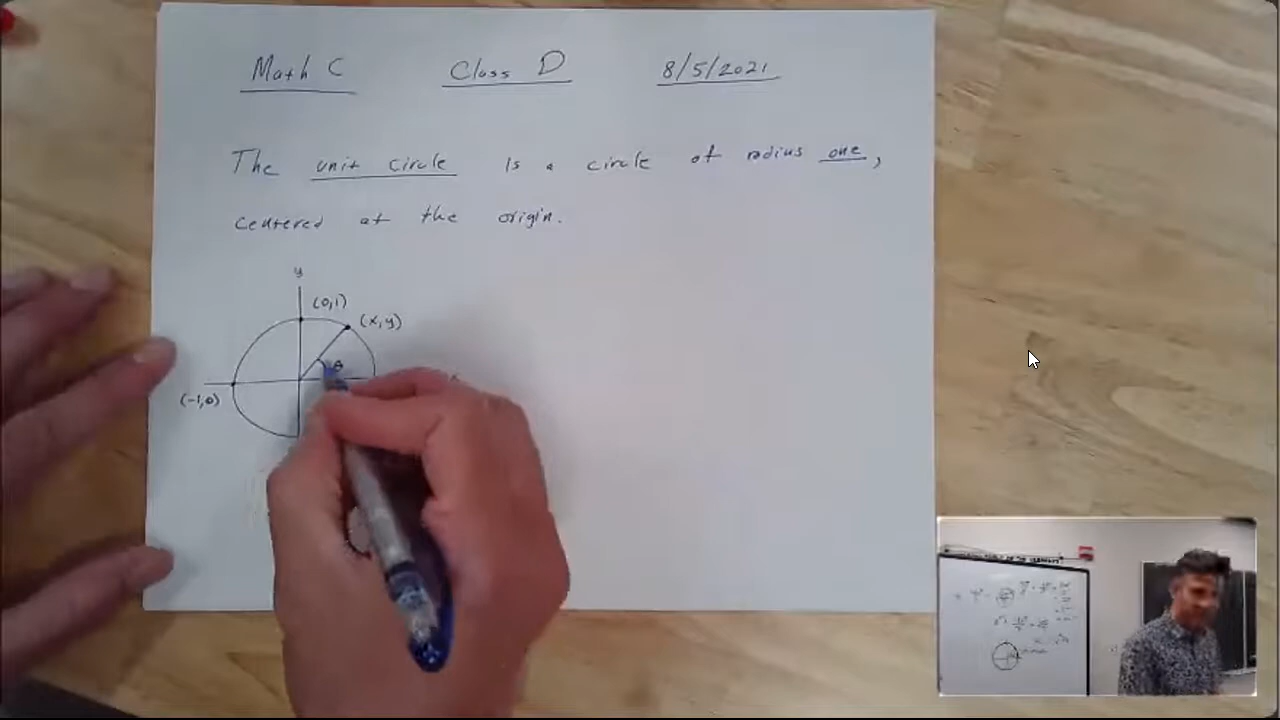 Math C Class D 8/5/2021
The unit circle is a circle of radius one,
centered at the origin.
y
(0,1)
(x,y)
θ
x
(-1,0)